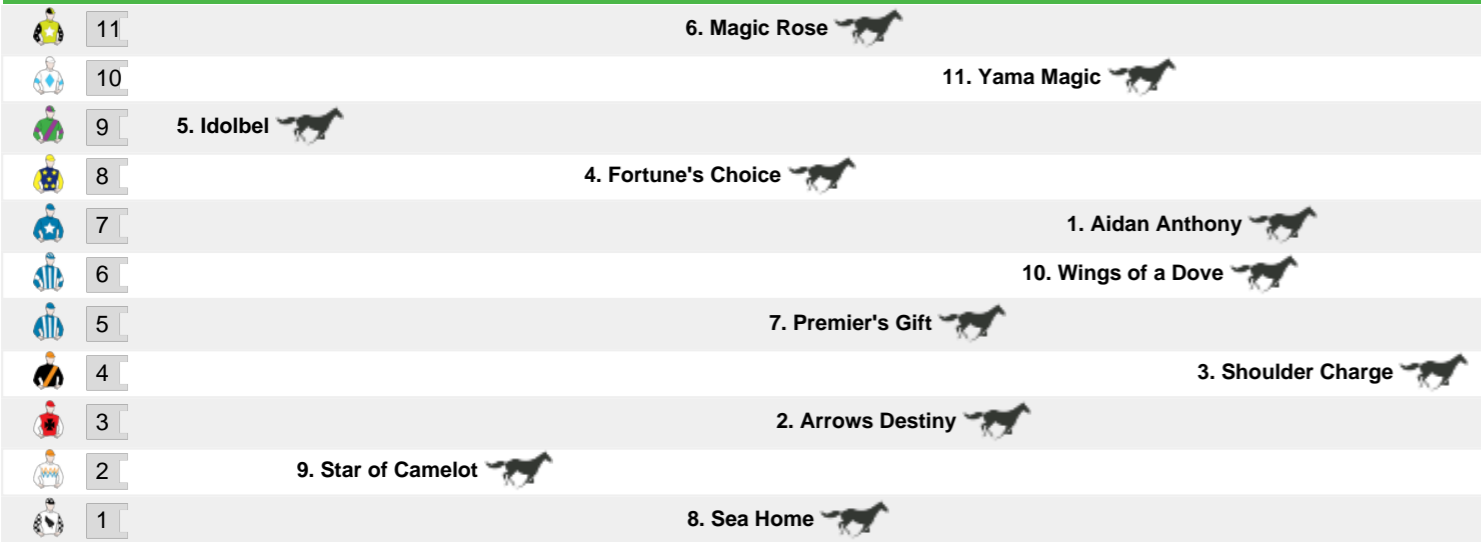 11 6. Magic Rose
10 11. Yama Magic
9 5. Idolbel
8 4. Fortune's Choice
7 1. Aidan Anthony
6 10. Wings of a Dove
5 7. Premier's Gift
4 3. Shoulder Charge
3 2. Arrows Destiny
2 9. Star of Camelot
1 8. Sea Home